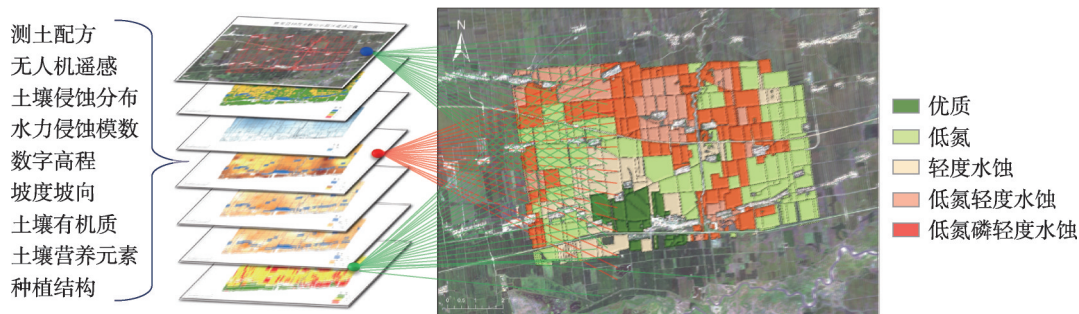 测土配方
无人机遥感
土壤侵蚀分布
水力侵蚀模数
数字高程
坡度坡向
土壤有机质
土壤营养元素
种植结构
N
优质
低氮
轻度水蚀
低氮轻度水蚀
低氮磷轻度水蚀